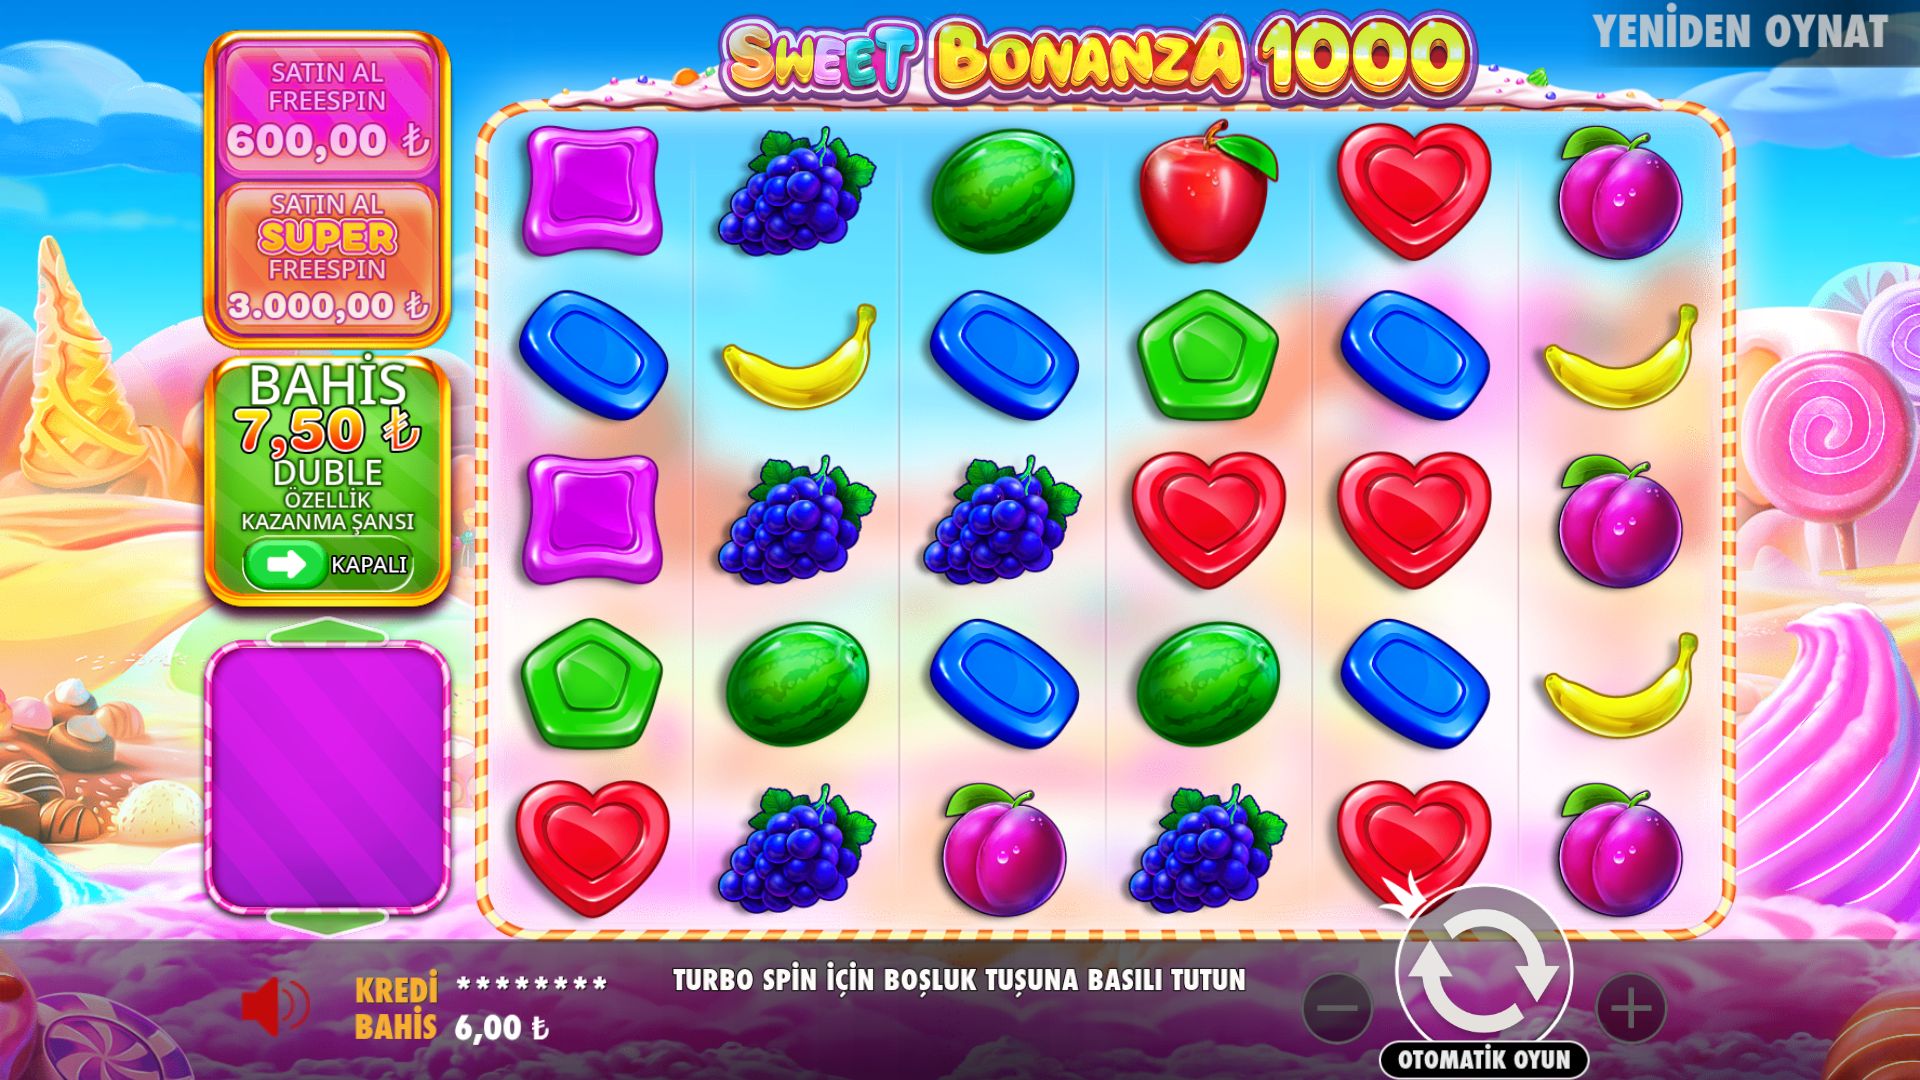 SWEET BONANZA 1000
YENİDEN OYNAT
SATIN AL
FREESPIN
600,00 ₺
SATIN AL
SUPER
FREESPIN
3.000,00 ₺
BAHİS
7,50 ₺
DUBLE
ÖZELLİK
KAZANMA ŞANSI
KAPALI
KREDİ ********
BAHİS 6,00 ₺
TURBO SPIN İÇİN BOŞLUK TUŞUNA BASILI TUTUN
OTOMATİK OYUN